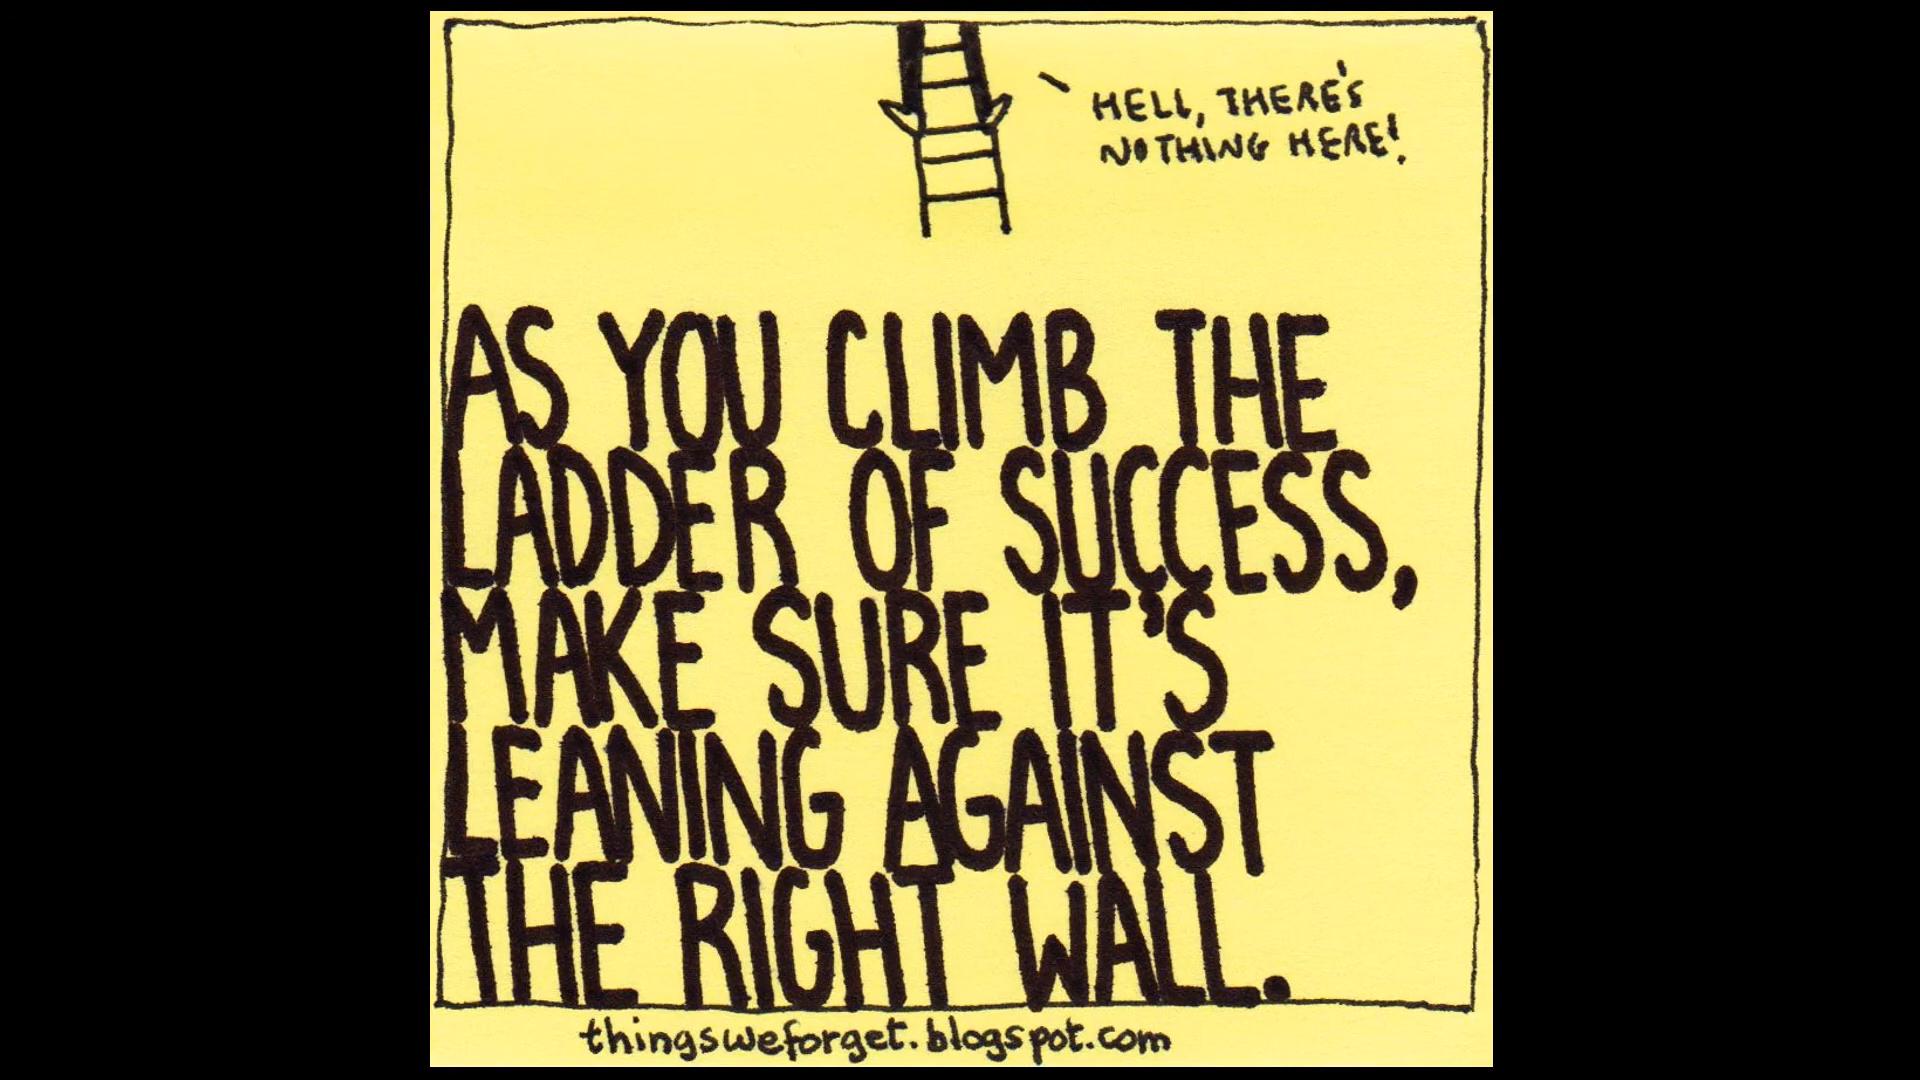 HELL, THERE'S
NOTHING HERE!
AS YOU CLIMB THE
LADDER OF SUCCESS,
MAKE SURE IT'S
LEANING AGAINST
THE RIGHT WALL.
thingsweforget.blogspot.com